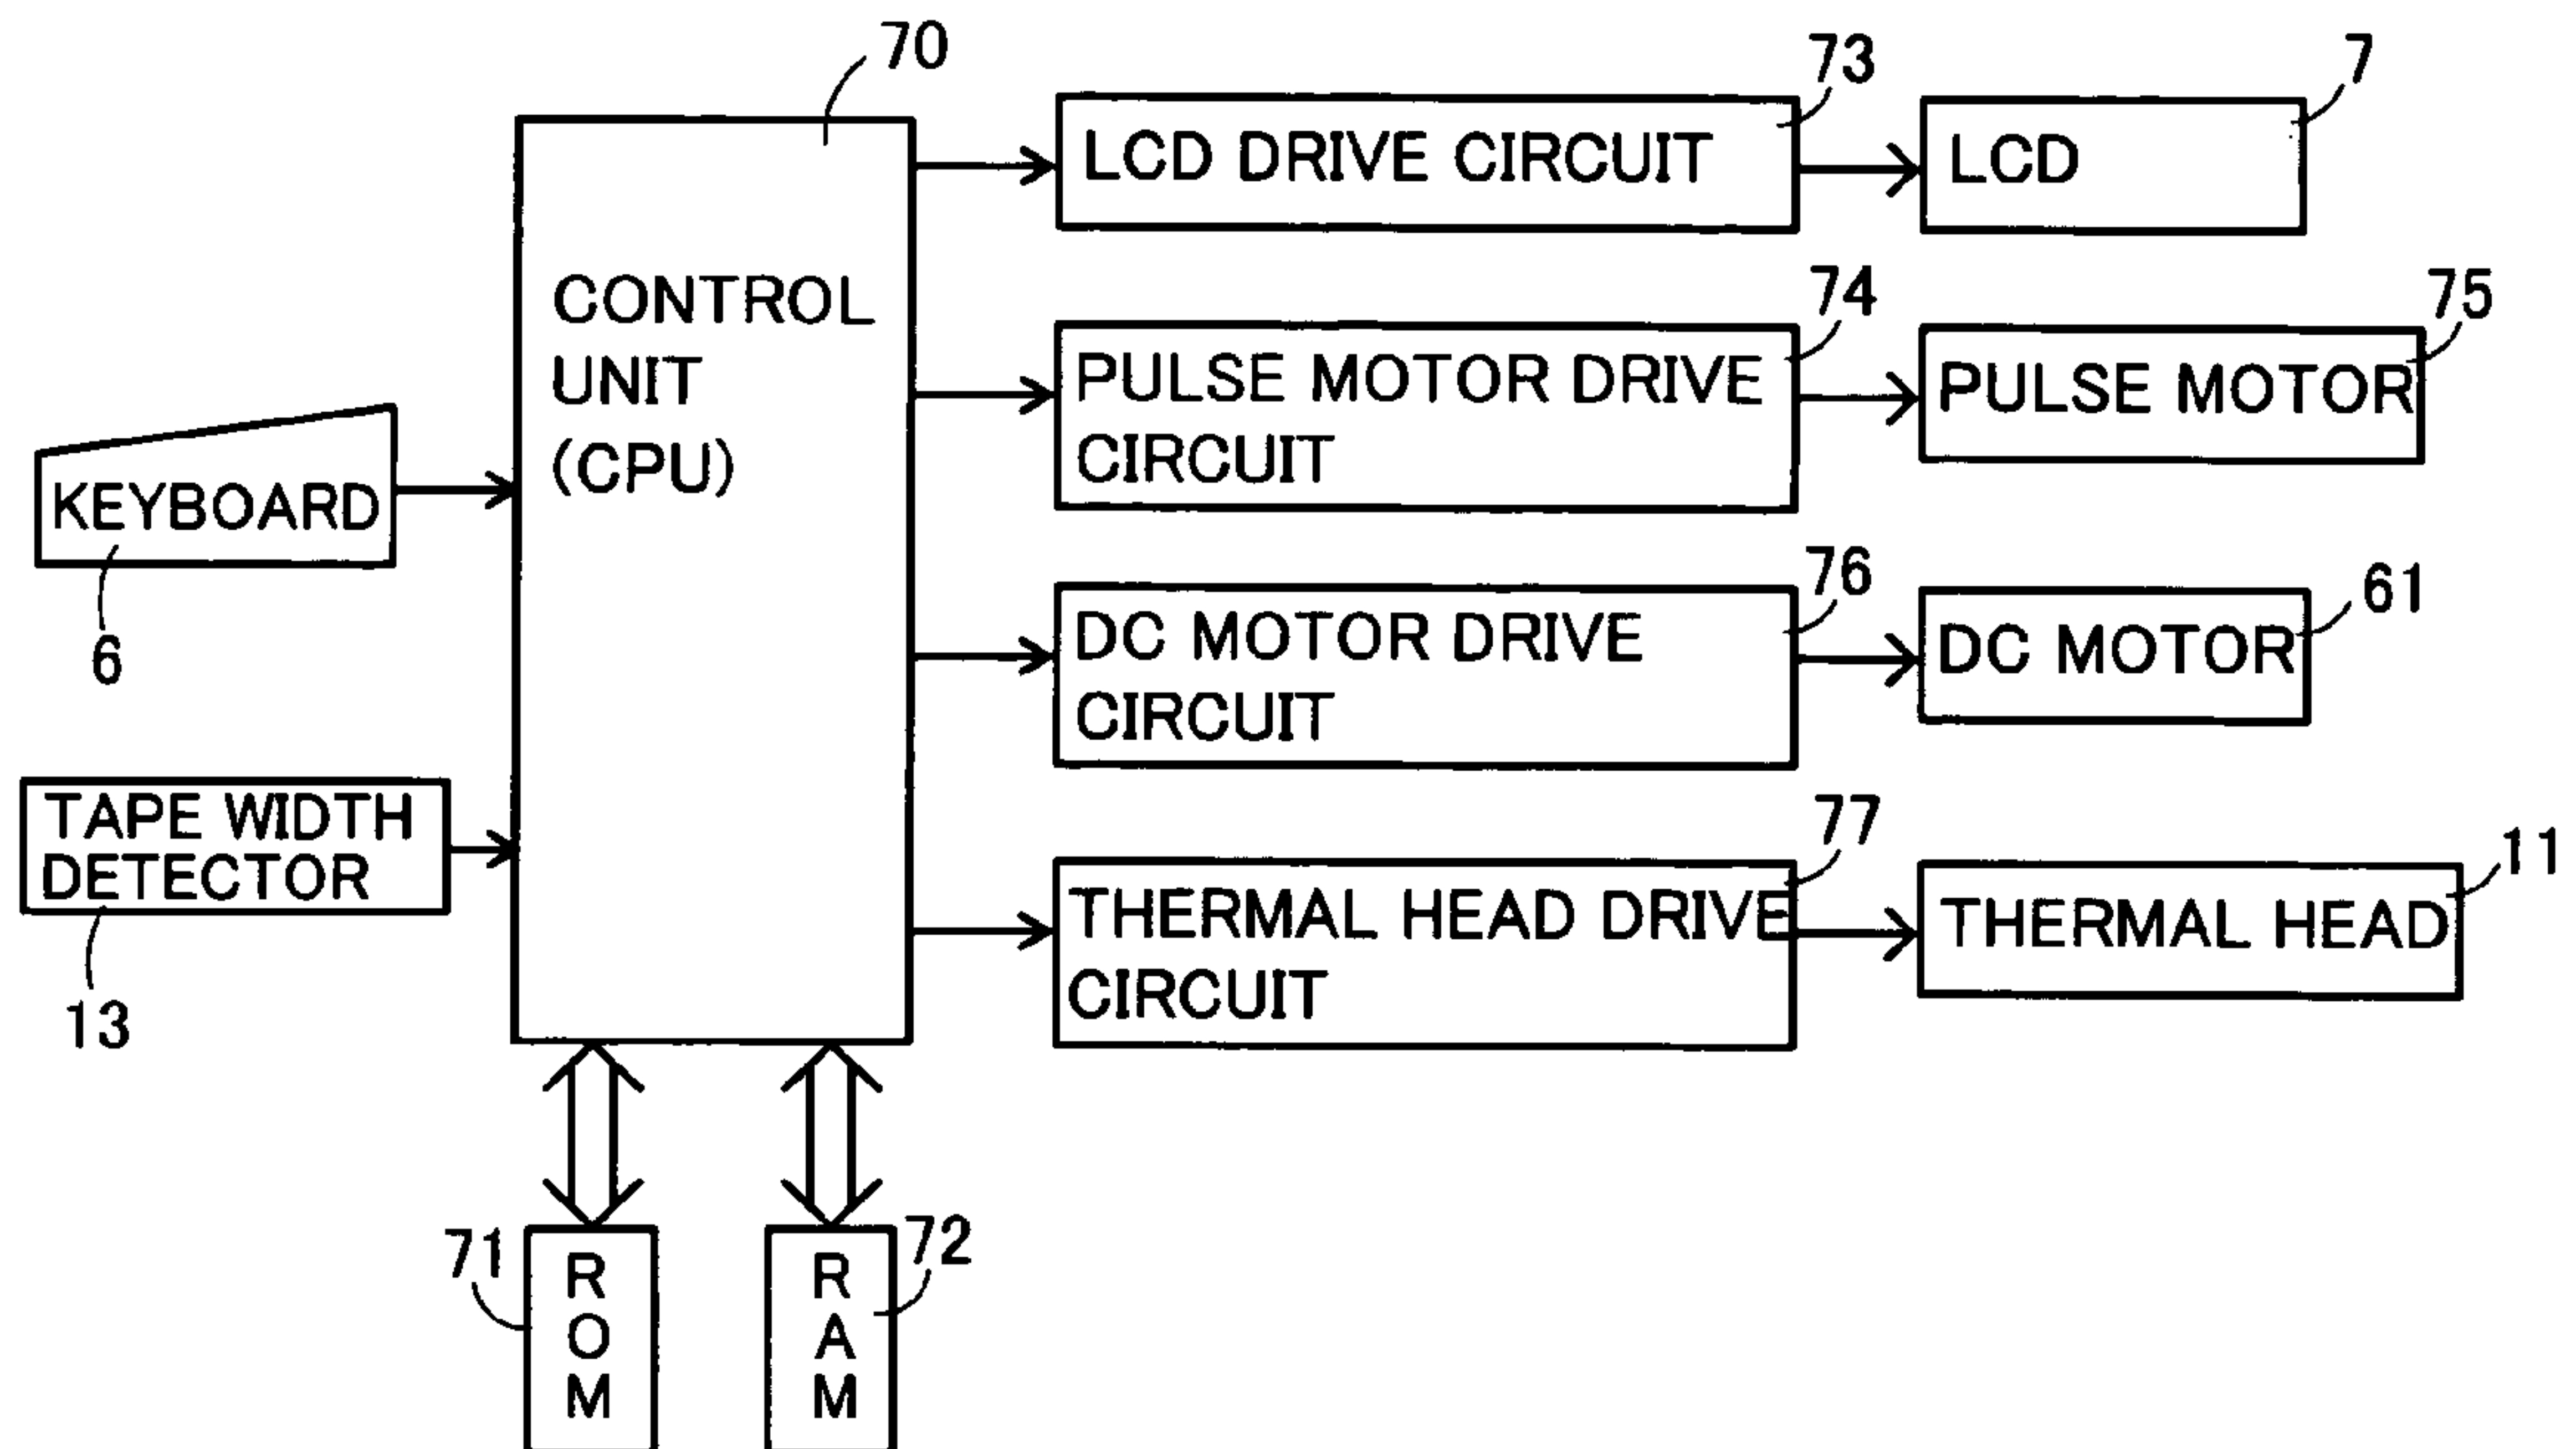 70
73
7
LCD DRIVE CIRCUIT
LCD
CONTROL
UNIT
(CPU)
74
75
PULSE MOTOR DRIVE
CIRCUIT
PULSE MOTOR
KEYBOARD
6
76
61
DC MOTOR DRIVE
CIRCUIT
DC MOTOR
TAPE WIDTH
DETECTOR
13
77
11
THERMAL HEAD DRIVE
CIRCUIT
THERMAL HEAD
71
R
O
M
72
R
A
M